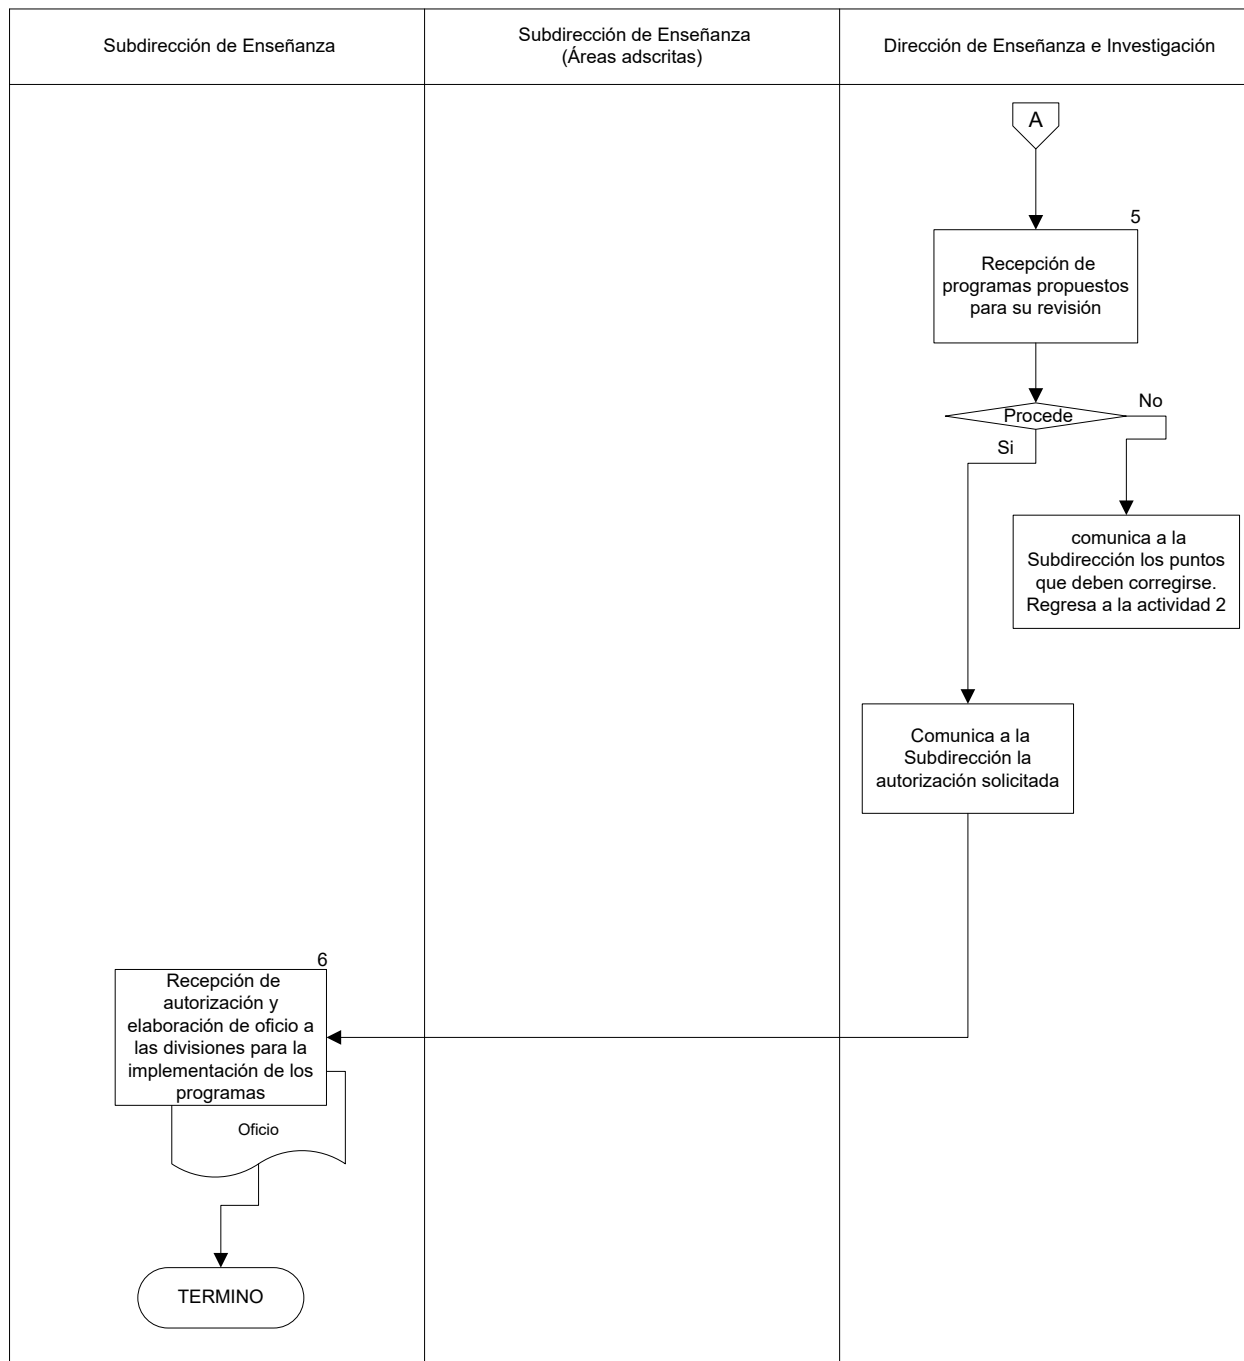 Subdirección de Enseñanza
Subdirección de Enseñanza
(Áreas adscritas)
Dirección de Enseñanza e Investigación
A
5
Recepción de
programas propuestos
para su revisión
Procede
No
Si
comunica a la
Subdirección los puntos
que deben corregirse.
Regresa a la actividad 2
Comunica a la
Subdirección la
autorización solicitada
6
Recepción de
autorización y
elaboración de oficio a
las divisiones para la
implementación de los
programas
Oficio
TERMINO